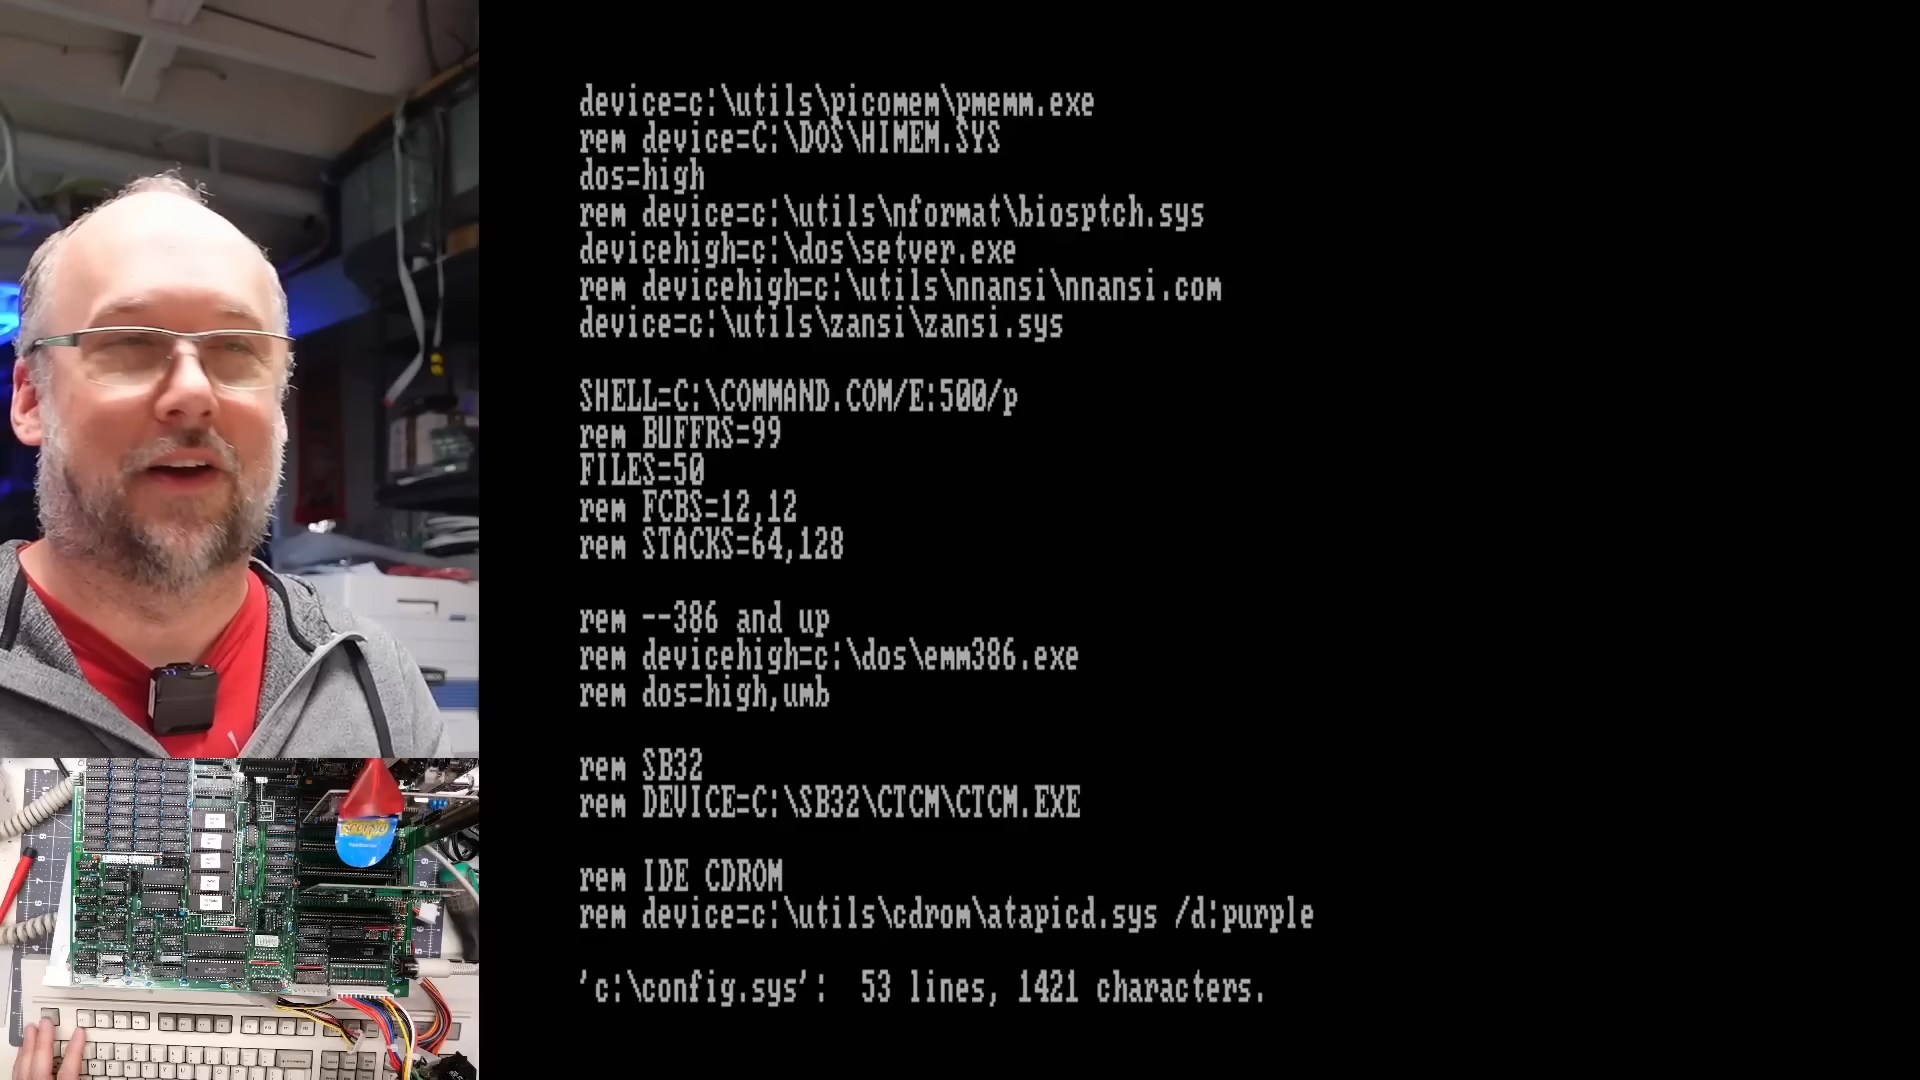 device=c:\utils\picomem\pmemm.exe
rem device=C:\DOS\HIMEM.SYS
dos=high
rem device=c:\utils\nformat\biosptch.sys
devicehigh=c:\dos\setver.exe
rem devicehigh=c:\utils\nnansi\nnansi.com
device=c:\utils\zansi\zansi.sys
SHELL=C:\COMMAND.COM/E:500/p
rem BUFFRS=99
FILES=50
rem FCBS=12,12
rem STACKS=64,128
rem --386 and up
rem devicehigh=c:\dos\emm386.exe
rem dos=high,umb
rem SB32
rem DEVICE=C:\SB32\CTCM\CTCM.EXE
rem IDE CDROM
rem device=c:\utils\cdrom\atapicd.sys /d:purple
'c:\config.sys':  53 lines, 1421 characters.